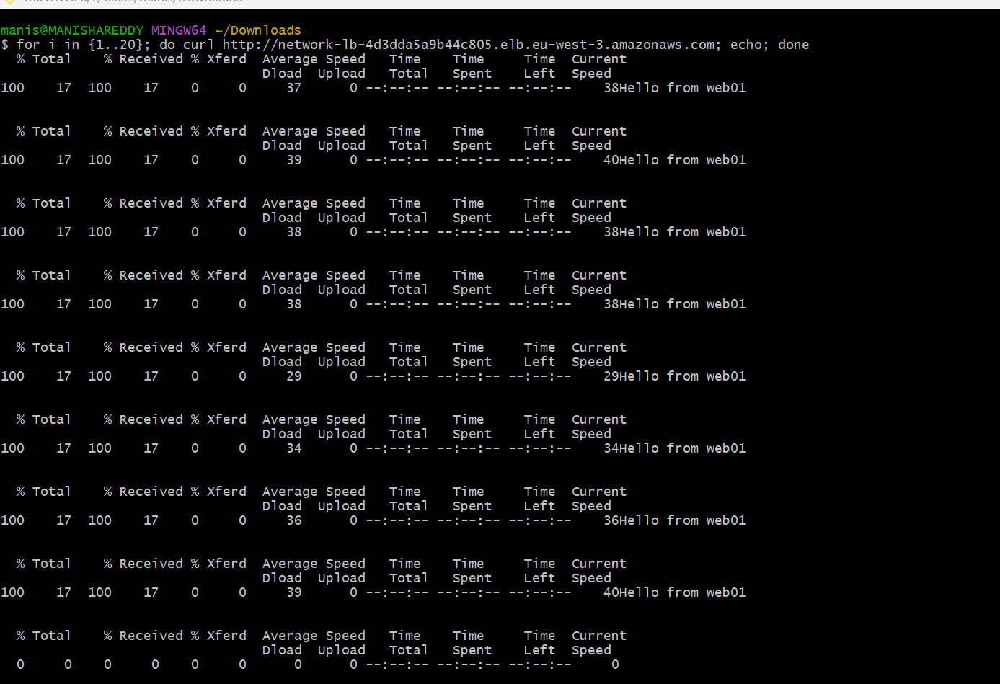 manis@MANISHAREDDY MINGW64 ~/Downloads
$ for i in {1..20}; do curl http://network-lb-4d3dda5a9b44c805.elb.eu-west-3.amazonaws.com; echo; done
  % Total    % Received % Xferd  Average Speed   Time    Time     Time  Current
                                 Dload  Upload   Total   Spent    Left  Speed
100    17  100    17    0     0     37      0 --:--:-- --:--:-- --:--:--    38Hello from web01
  % Total    % Received % Xferd  Average Speed   Time    Time     Time  Current
                                 Dload  Upload   Total   Spent    Left  Speed
100    17  100    17    0     0     39      0 --:--:-- --:--:-- --:--:--    40Hello from web01
  % Total    % Received % Xferd  Average Speed   Time    Time     Time  Current
                                 Dload  Upload   Total   Spent    Left  Speed
100    17  100    17    0     0     38      0 --:--:-- --:--:-- --:--:--    38Hello from web01
  % Total    % Received % Xferd  Average Speed   Time    Time     Time  Current
                                 Dload  Upload   Total   Spent    Left  Speed
100    17  100    17    0     0     38      0 --:--:-- --:--:-- --:--:--    38Hello from web01
  % Total    % Received % Xferd  Average Speed   Time    Time     Time  Current
                                 Dload  Upload   Total   Spent    Left  Speed
100    17  100    17    0     0     29      0 --:--:-- --:--:-- --:--:--    29Hello from web01
  % Total    % Received % Xferd  Average Speed   Time    Time     Time  Current
                                 Dload  Upload   Total   Spent    Left  Speed
100    17  100    17    0     0     34      0 --:--:-- --:--:-- --:--:--    34Hello from web01
  % Total    % Received % Xferd  Average Speed   Time    Time     Time  Current
                                 Dload  Upload   Total   Spent    Left  Speed
100    17  100    17    0     0     36      0 --:--:-- --:--:-- --:--:--    36Hello from web01
  % Total    % Received % Xferd  Average Speed   Time    Time     Time  Current
                                 Dload  Upload   Total   Spent    Left  Speed
100    17  100    17    0     0     39      0 --:--:-- --:--:-- --:--:--    40Hello from web01
  % Total    % Received % Xferd  Average Speed   Time    Time     Time  Current
                                 Dload  Upload   Total   Spent    Left  Speed
  0     0    0     0    0     0      0      0 --:--:-- --:--:-- --:--:--     0